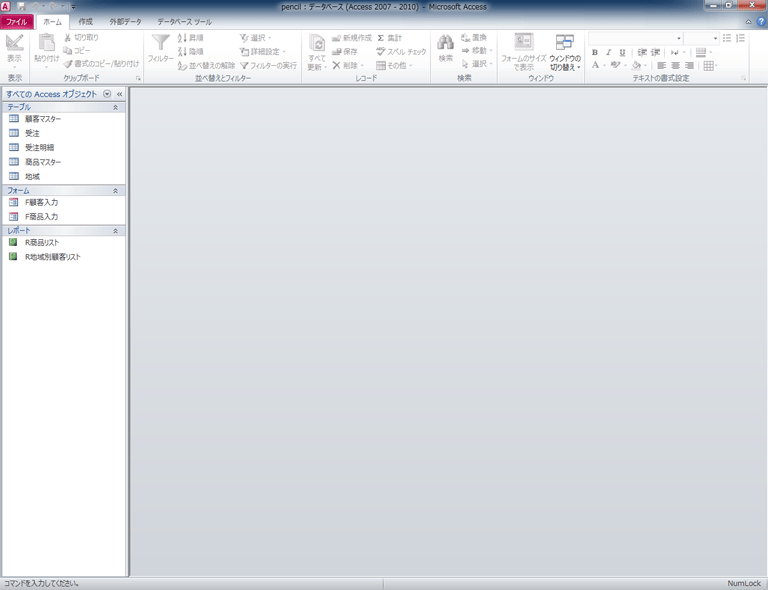 pencil : データベース (Access 2007 - 2010) - Microsoft Access
ファイル ホーム 作成 外部データ データベース ツール
表示
表示
貼り付け
切り取り
コピー
書式のコピー/貼り付け
クリップボード
フィルター
昇順
降順
並べ替えの解除
選択
詳細設定
フィルターの実行
並べ替えとフィルター
すべて
更新
新規作成
保存
削除
集計
スペル チェック
その他
レコード
検索
置換
移動
選択
検索
フォームのサイズ
で表示
ウィンドウの
切り替え
ウィンドウ
B I U
A
テキストの書式設定
すべての Access オブジェクト
テーブル
顧客マスター
受注
受注明細
商品マスター
地域
フォーム
F顧客入力
F商品入力
レポート
R商品リスト
R地域別顧客リスト
コマンドを入力してください。
NumLock